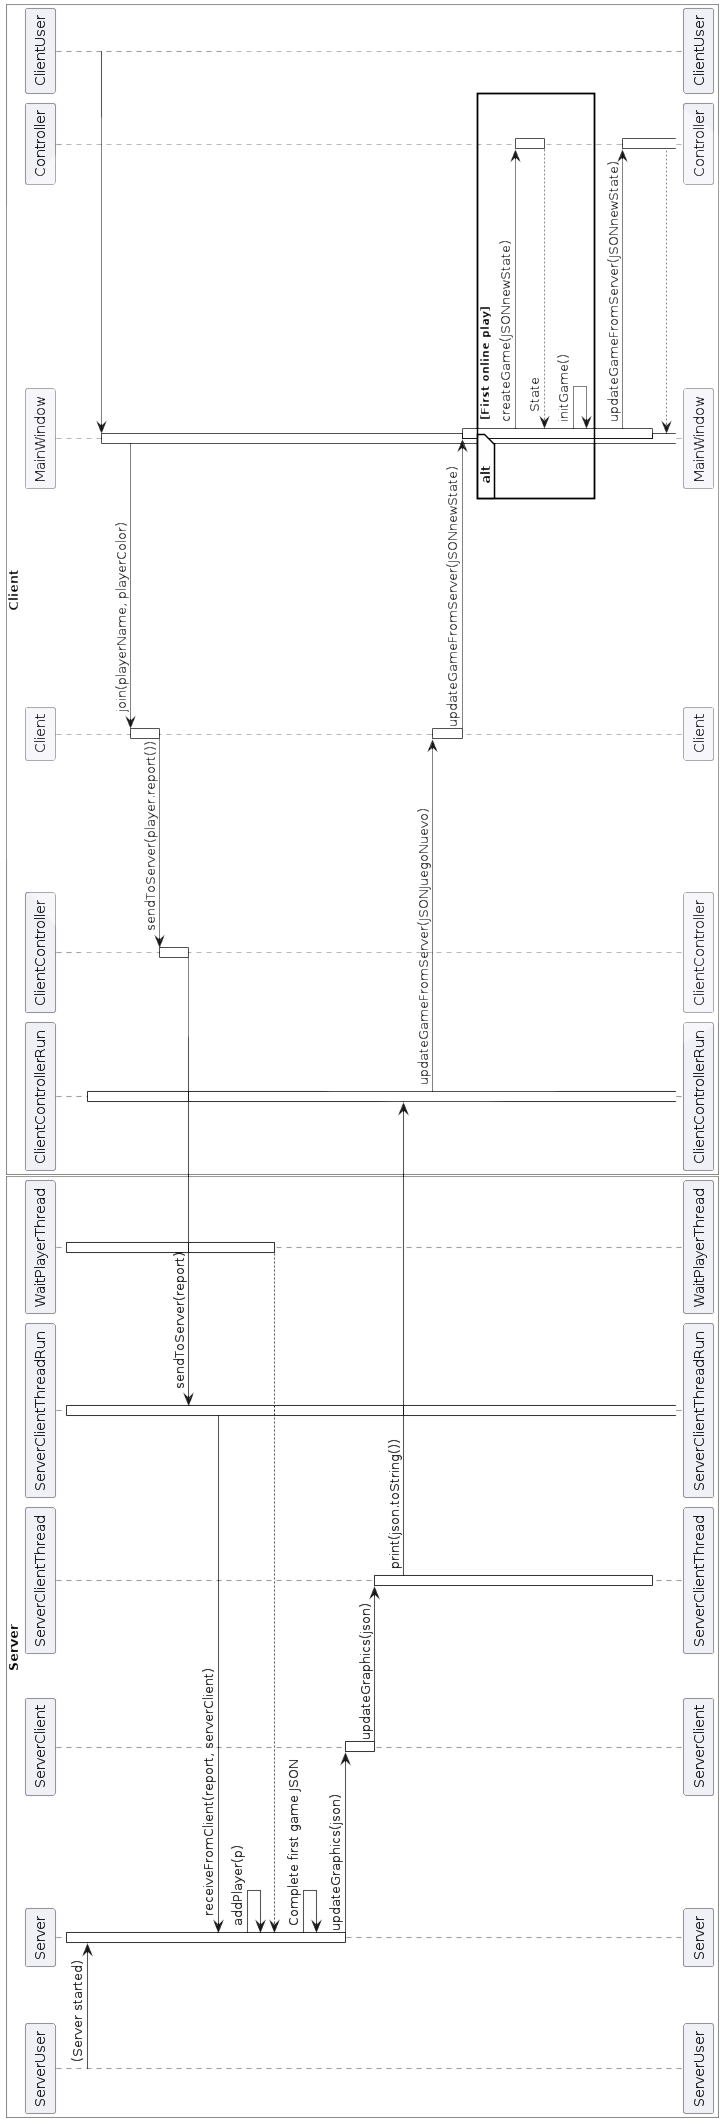 Server
Client
ServerUser
Server
ServerClient
ServerClientThread
ServerClientThreadRun
WaitPlayerThread
ClientControllerRun
ClientController
Client
MainWindow
Controller
ClientUser
(Server started)
join(playerName, playerColor)
sendToServer(player.report())
sendToServer(report)
receiveFromClient(report, serverClient)
addPlayer(p)
Complete first game JSON
updateGraphics(json)
updateGraphics(json)
print(json.toString())
updateGameFromServer(JSONJuegoNuevo)
updateGameFromServer(JSONnewState)
alt
[First online play]
createGame(JSONnewState)
State
initGame()
updateGameFromServer(JSONnewState)
ServerUser
Server
ServerClient
ServerClientThread
ServerClientThreadRun
WaitPlayerThread
ClientControllerRun
ClientController
Client
MainWindow
Controller
ClientUser